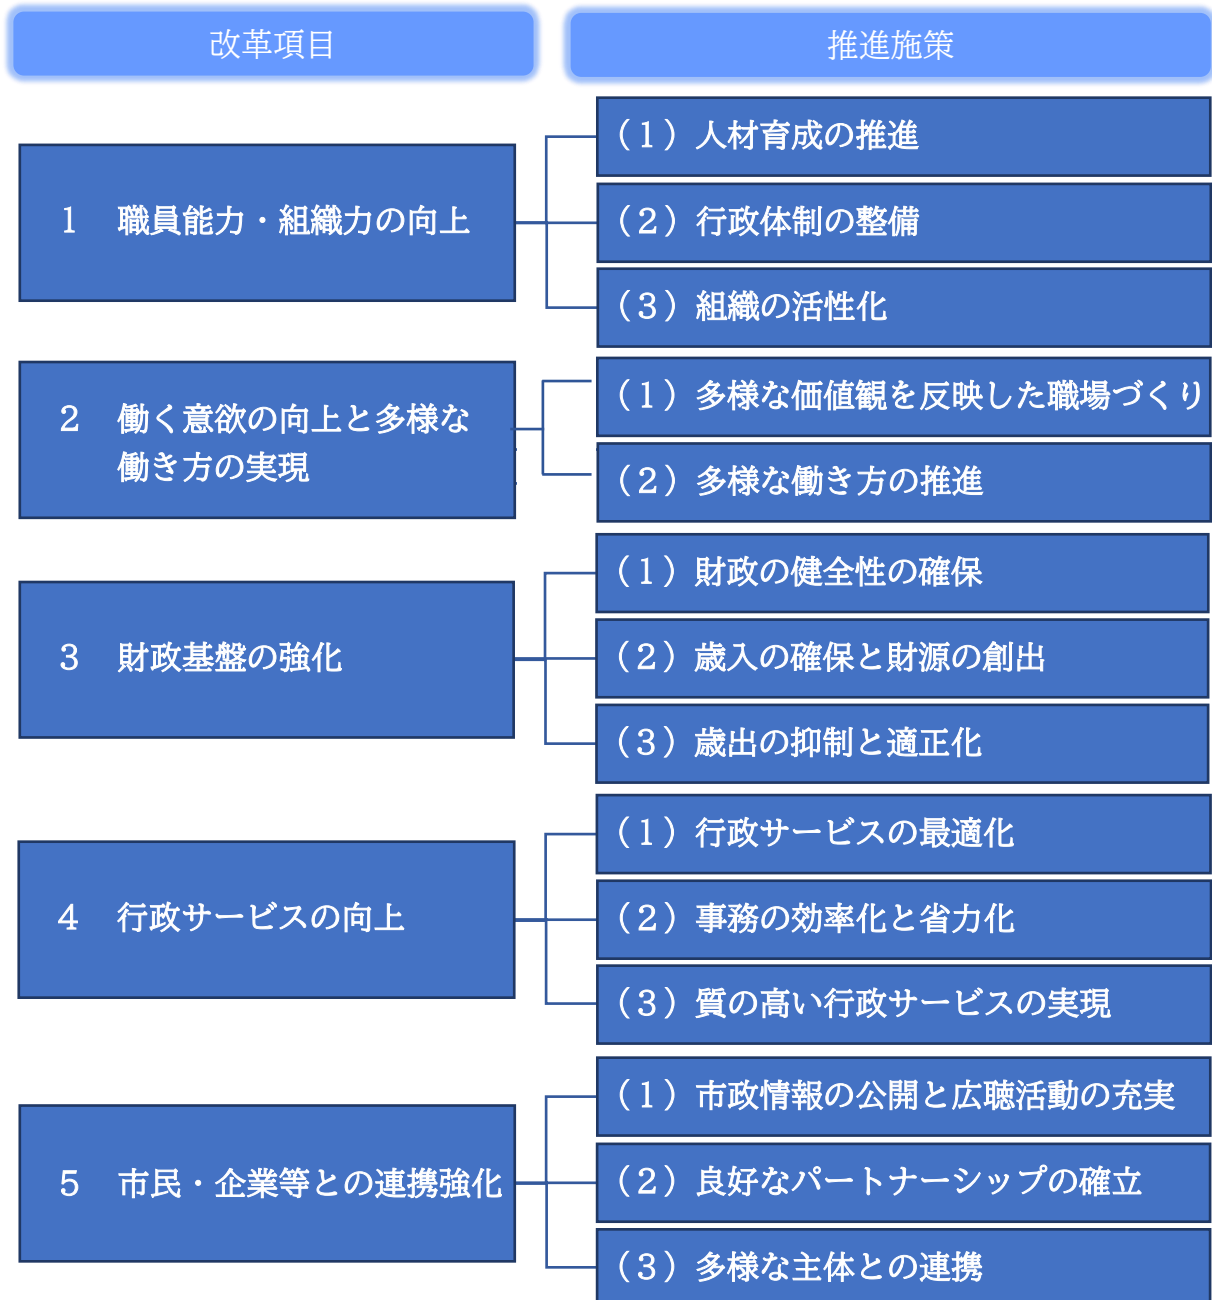 改革項目
推進施策
１　職員能力・組織力の向上
（１）人材育成の推進
（２）行政体制の整備
（３）組織の活性化
２　働く意欲の向上と多様な
働き方の実現
（１）多様な価値観を反映した職場づくり
（２）多様な働き方の推進
３　財政基盤の強化
（１）財政の健全性の確保
（２）歳入の確保と財源の創出
（３）歳出の抑制と適正化
４　行政サービスの向上
（１）行政サービスの最適化
（２）事務の効率化と省力化
（３）質の高い行政サービスの実現
５　市民・企業等との連携強化
（１）市政情報の公開と広聴活動の充実
（２）良好なパートナーシップの確立
（３）多様な主体との連携